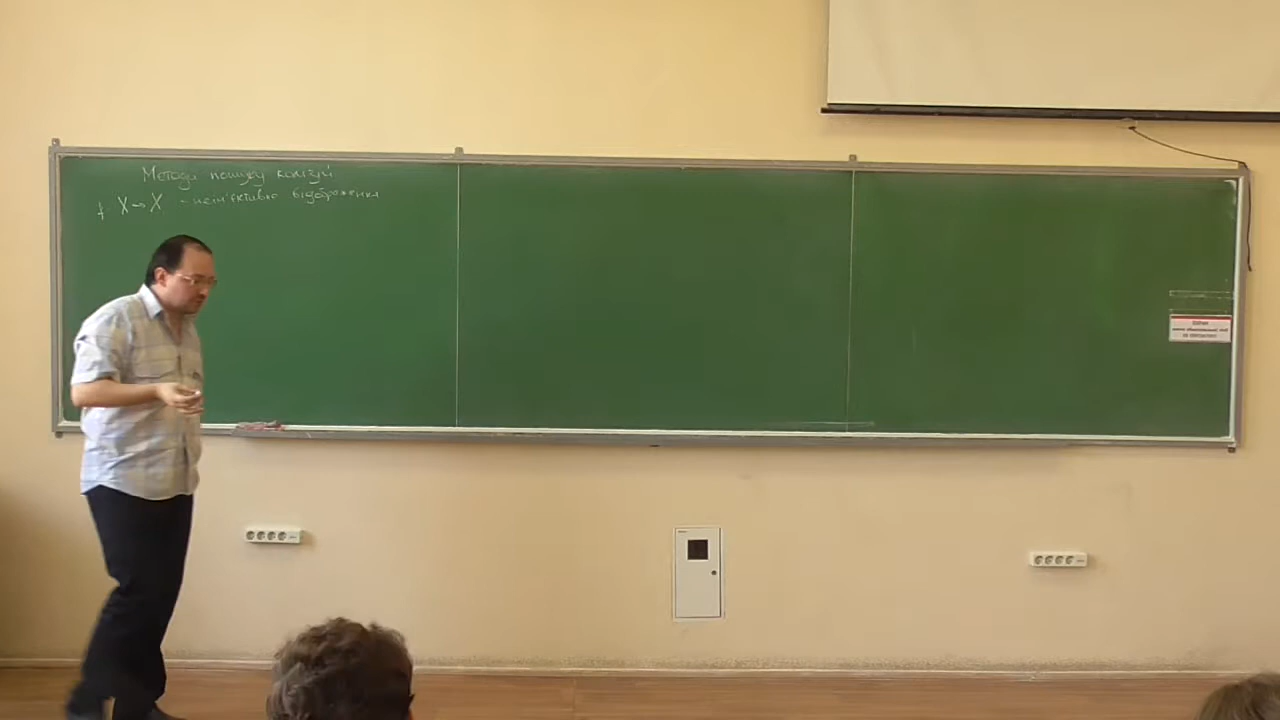 Методи пошуку колізій
f: X → X - неін'єктивне відображення